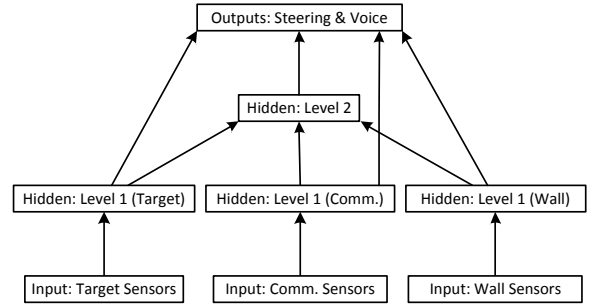 Outputs: Steering & Voice
Hidden: Level 2
Hidden: Level 1 (Target)
Hidden: Level 1 (Comm.)
Hidden: Level 1 (Wall)
Input: Target Sensors
Input: Comm. Sensors
Input: Wall Sensors